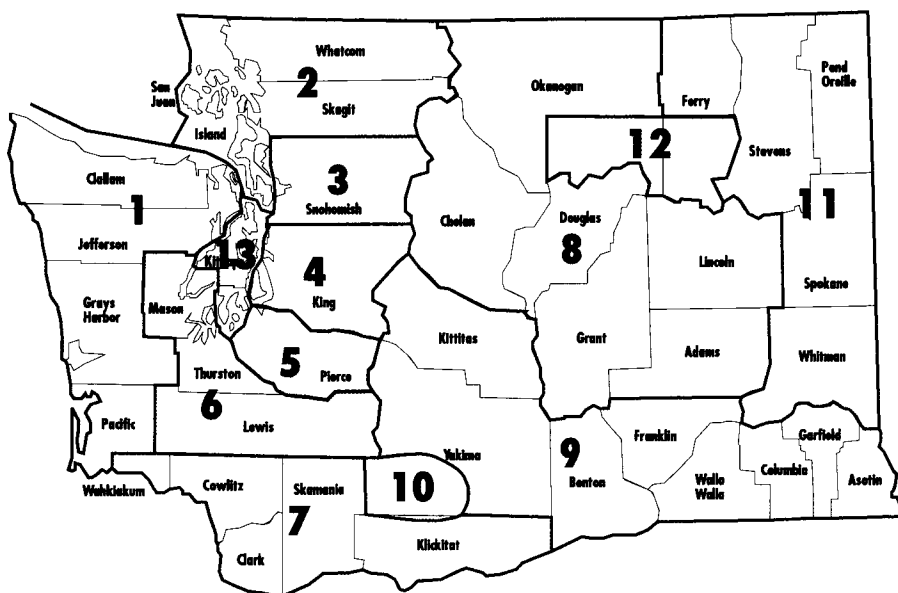 Whatcom
2
San
Juan
Skagit
Island
Okanogan
Ferry
Pend
Oreille
12
Stevens
Clallam
1
3
Snohomish
11
Jefferson
13
Chelan
Douglas
8
Lincoln
Spokane
4
King
Grays
Harbor
Mason
Kittitas
Grant
Adams
Whitman
5
Pierce
Thurston
6
Lewis
Pacific
Yakima
9
Benton
Franklin
Garfield
Walla
Walla
Columbia
Asotin
Wahkiakum
Cowlitz
Skamania
7
10
Clark
Klickitat